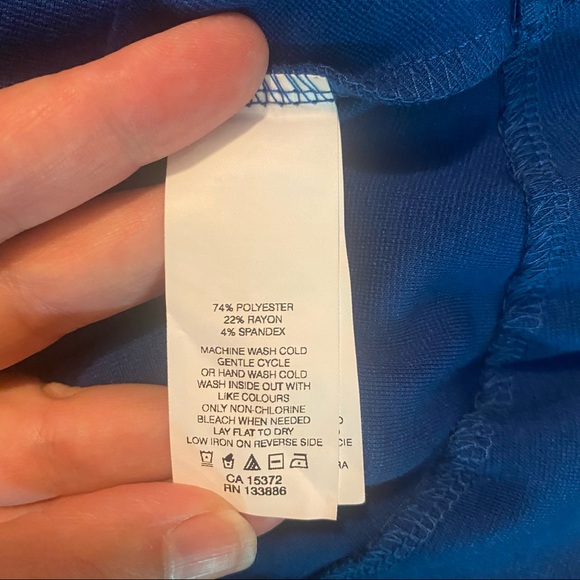 74% POLYESTER
22% RAYON
4% SPANDEX
MACHINE WASH COLD
GENTLE CYCLE
OR HAND WASH COLD
WASH INSIDE OUT WITH
LIKE COLOURS
ONLY NON-CHLORINE
BLEACH WHEN NEEDED
LAY FLAT TO DRY
LOW IRON ON REVERSE SIDE
CIE
RA
CA 15372
RN 133886